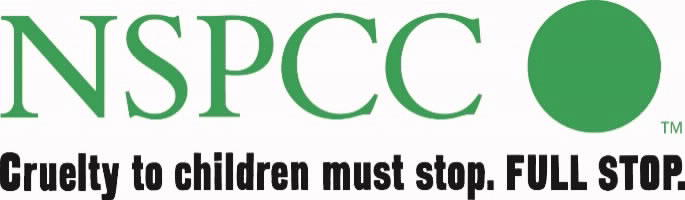 NSPCC
TM
Cruelty to children must stop. FULL STOP.